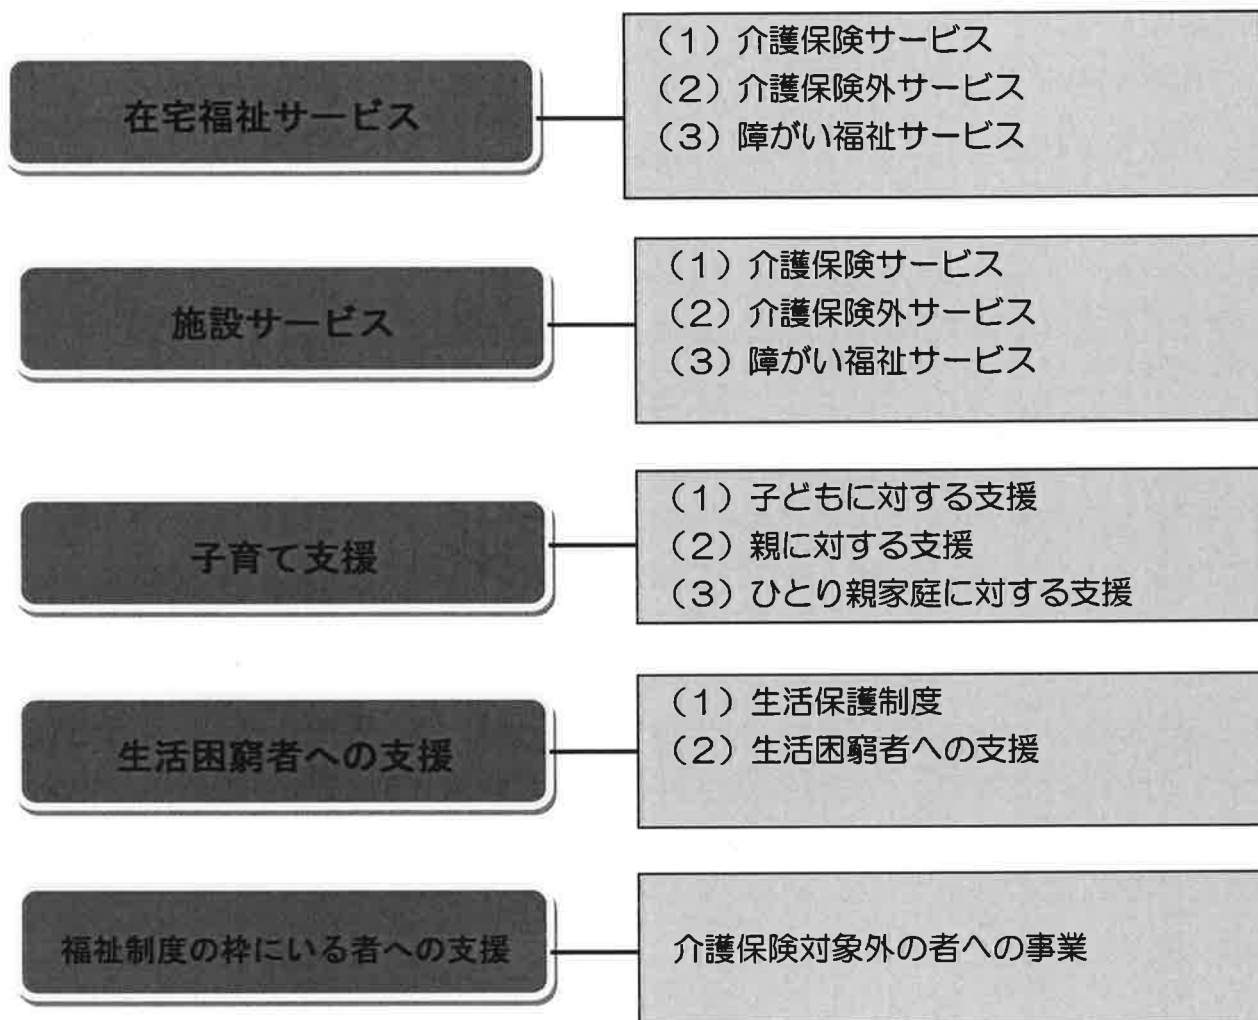 在宅福祉サービス
（1）介護保険サービス
（2）介護保険外サービス
（3）障がい福祉サービス
施設サービス
（1）介護保険サービス
（2）介護保険外サービス
（3）障がい福祉サービス
子育て支援
（1）子どもに対する支援
（2）親に対する支援
（3）ひとり親家庭に対する支援
生活困窮者への支援
（1）生活保護制度
（2）生活困窮者への支援
福祉制度の枠にいる者への支援
介護保険対象外の者への事業